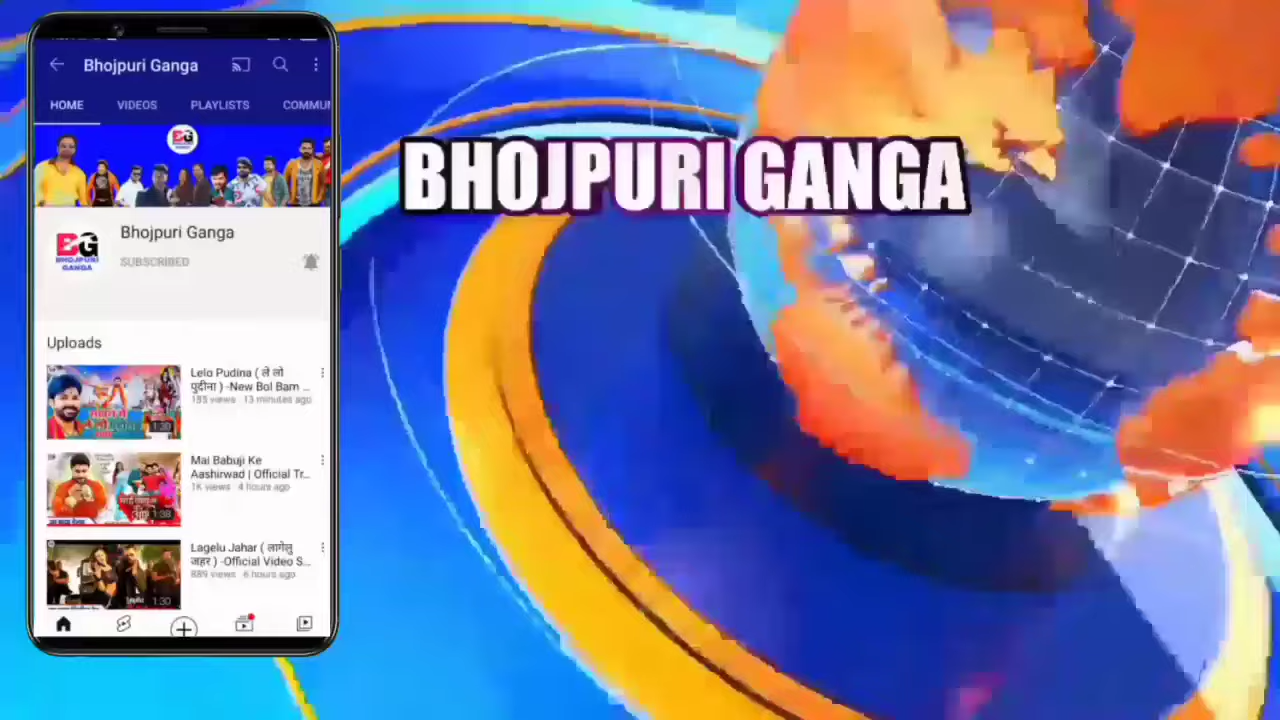 Bhojpuri Ganga
HOME VIDEOS PLAYLISTS COMMU
BG
BHOJPURI GANGA
BG
BHOJPURI
GANGA
Bhojpuri Ganga
SUBSCRIBED
Uploads
Lelo Pudina ( ले लो
पुदीना ) -New Bol Bam ...
155 views 13 minutes ago
1:30
Mai Babuji Ke
Aashirwad | Official Tr...
1K views 4 hours ago
1:38
Lagelu Jahar ( लागेलु
जहर ) -Official Video S...
889 views 6 hours ago
1:30